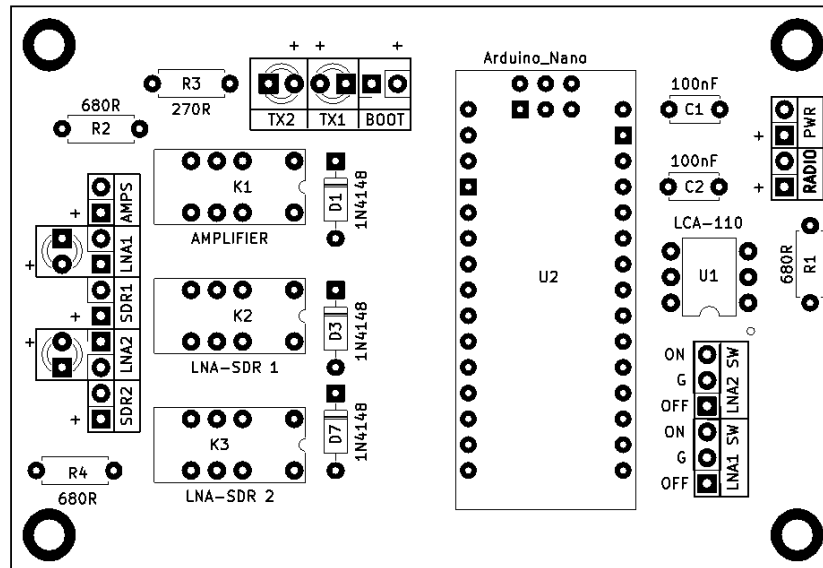 + + +
R3
270R
TX2 TX1 BOOT
680R
R2
Arduino_Nano
100nF
C1
PWR
+
RADIO
+
100nF
C2
K1
AMPLIFIER
D1
1N4148
AMPS
+
LNA1
+
SDR1
+
LNA2
+
SDR2
+
K2
LNA-SDR 1
D3
1N4148
K3
LNA-SDR 2
D7
1N4148
R4
680R
U2
LCA-110
U1
680R
R1
ON
G
OFF
LNA2 SW
ON
G
OFF
LNA1 SW